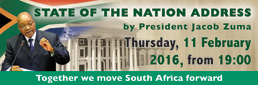 STATE OF THE NATION ADDRESS
by President Jacob Zuma
Thursday, 11 February
2016, from 19:00
Together we move South Africa forward